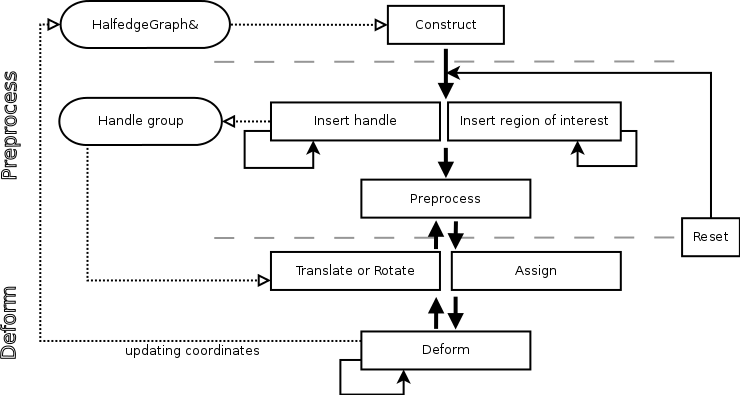 HalfedgeGraph&
Construct
Preprocess
Handle group
Insert handle
Insert region of interest
Preprocess
Reset
Translate or Rotate
Assign
Deform
updating coordinates
Deform